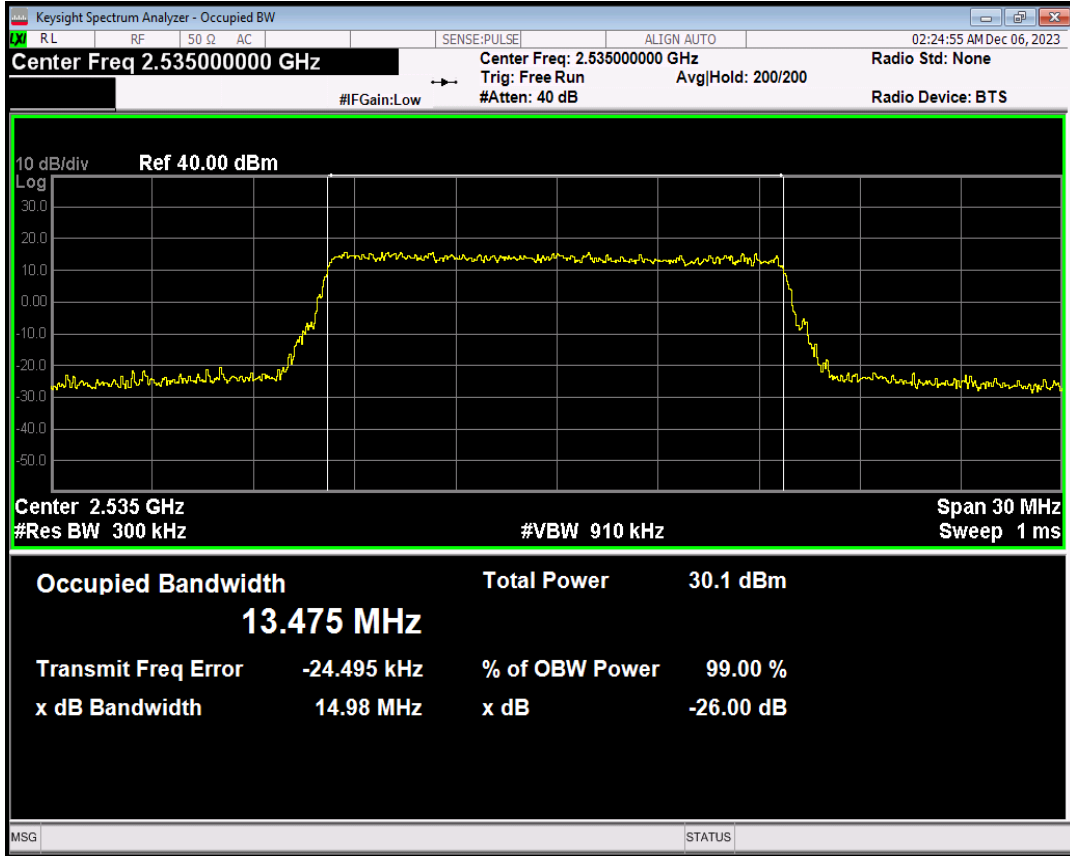 Keysight Spectrum Analyzer - Occupied BW
LXI RL RF 50 Ω AC SENSE:PULSE ALIGN AUTO 02:24:55 AM Dec 06, 2023
Center Freq 2.535000000 GHz Center Freq: 2.535000000 GHz Radio Std: None
Trig: Free Run Avg|Hold: 200/200
#IFGain:Low #Atten: 40 dB Radio Device: BTS
10 dB/div Ref 40.00 dBm
Log
30.0
20.0
10.0
0.00
-10.0
-20.0
-30.0
-40.0
-50.0
Center 2.535 GHz Span 30 MHz
#Res BW 300 kHz #VBW 910 kHz Sweep 1 ms
Occupied Bandwidth Total Power 30.1 dBm
13.475 MHz
Transmit Freq Error -24.495 kHz % of OBW Power 99.00 %
x dB Bandwidth 14.98 MHz x dB -26.00 dB
MSG STATUS